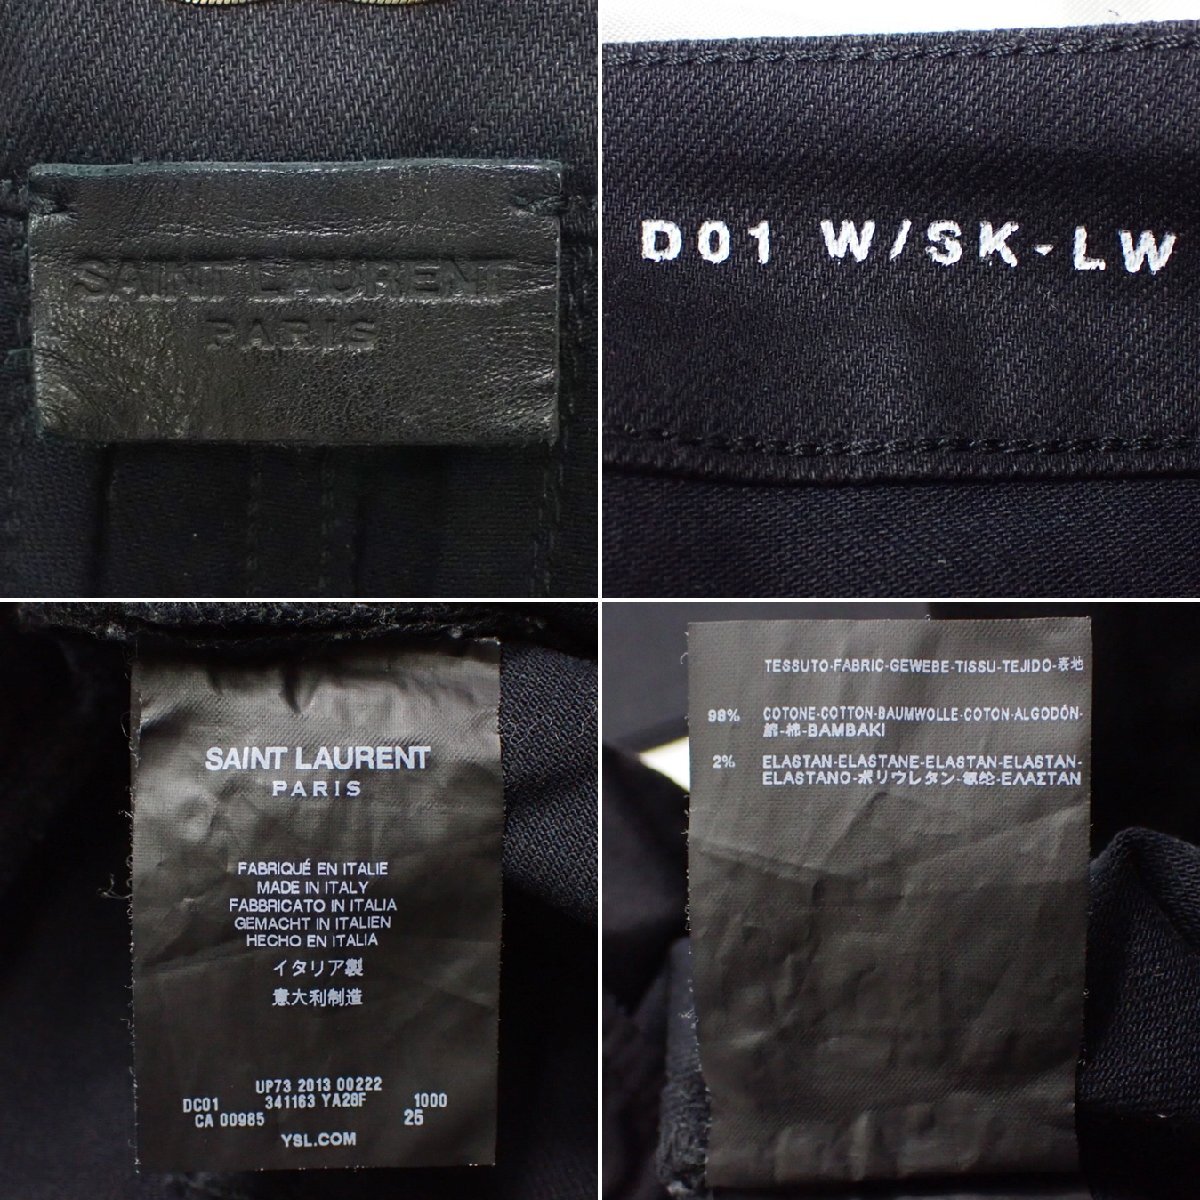 SAINT LAURENT
PARIS
D01 W/SK-LW
SAINT LAURENT
PARIS
FABRIQUÉ EN ITALIE
MADE IN ITALY
FABBRICATO IN ITALIA
GEMACHT IN ITALIEN
HECHO EN ITALIA
イタリア製
意大利制造
UP73 2013 00222
DC01 341163 YA28F 1000
CA 00985 25
YSL.COM
TESSUTO-FABRIC-GEWEBE-TISSU-TEJIDO-表地
98% COTONE-COTTON-BAUMWOLLE-COTON-ALGODÓN-
綿-棉-BAMBAKI
2% ELASTAN-ELASTANE-ELASTAN-ELASTAN-
ELASTANO-ポリウレタン-氨纶-ΕΛΑΣΤΑΝ